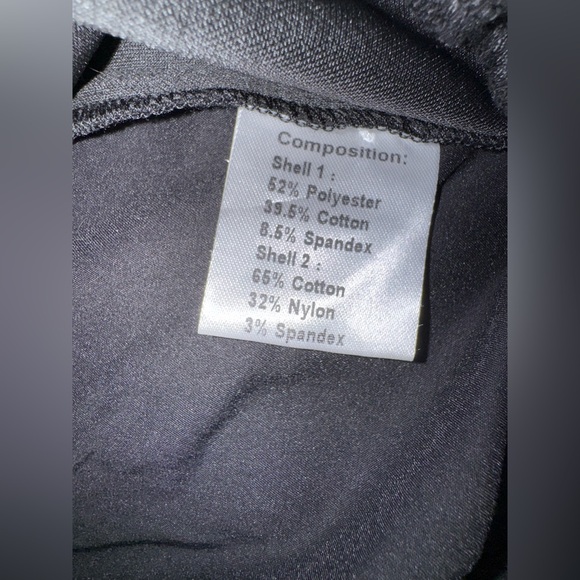 Composition:
Shell 1 :
52% Polyester
39.5% Cotton
8.5% Spandex
Shell 2 :
65% Cotton
32% Nylon
3% Spandex